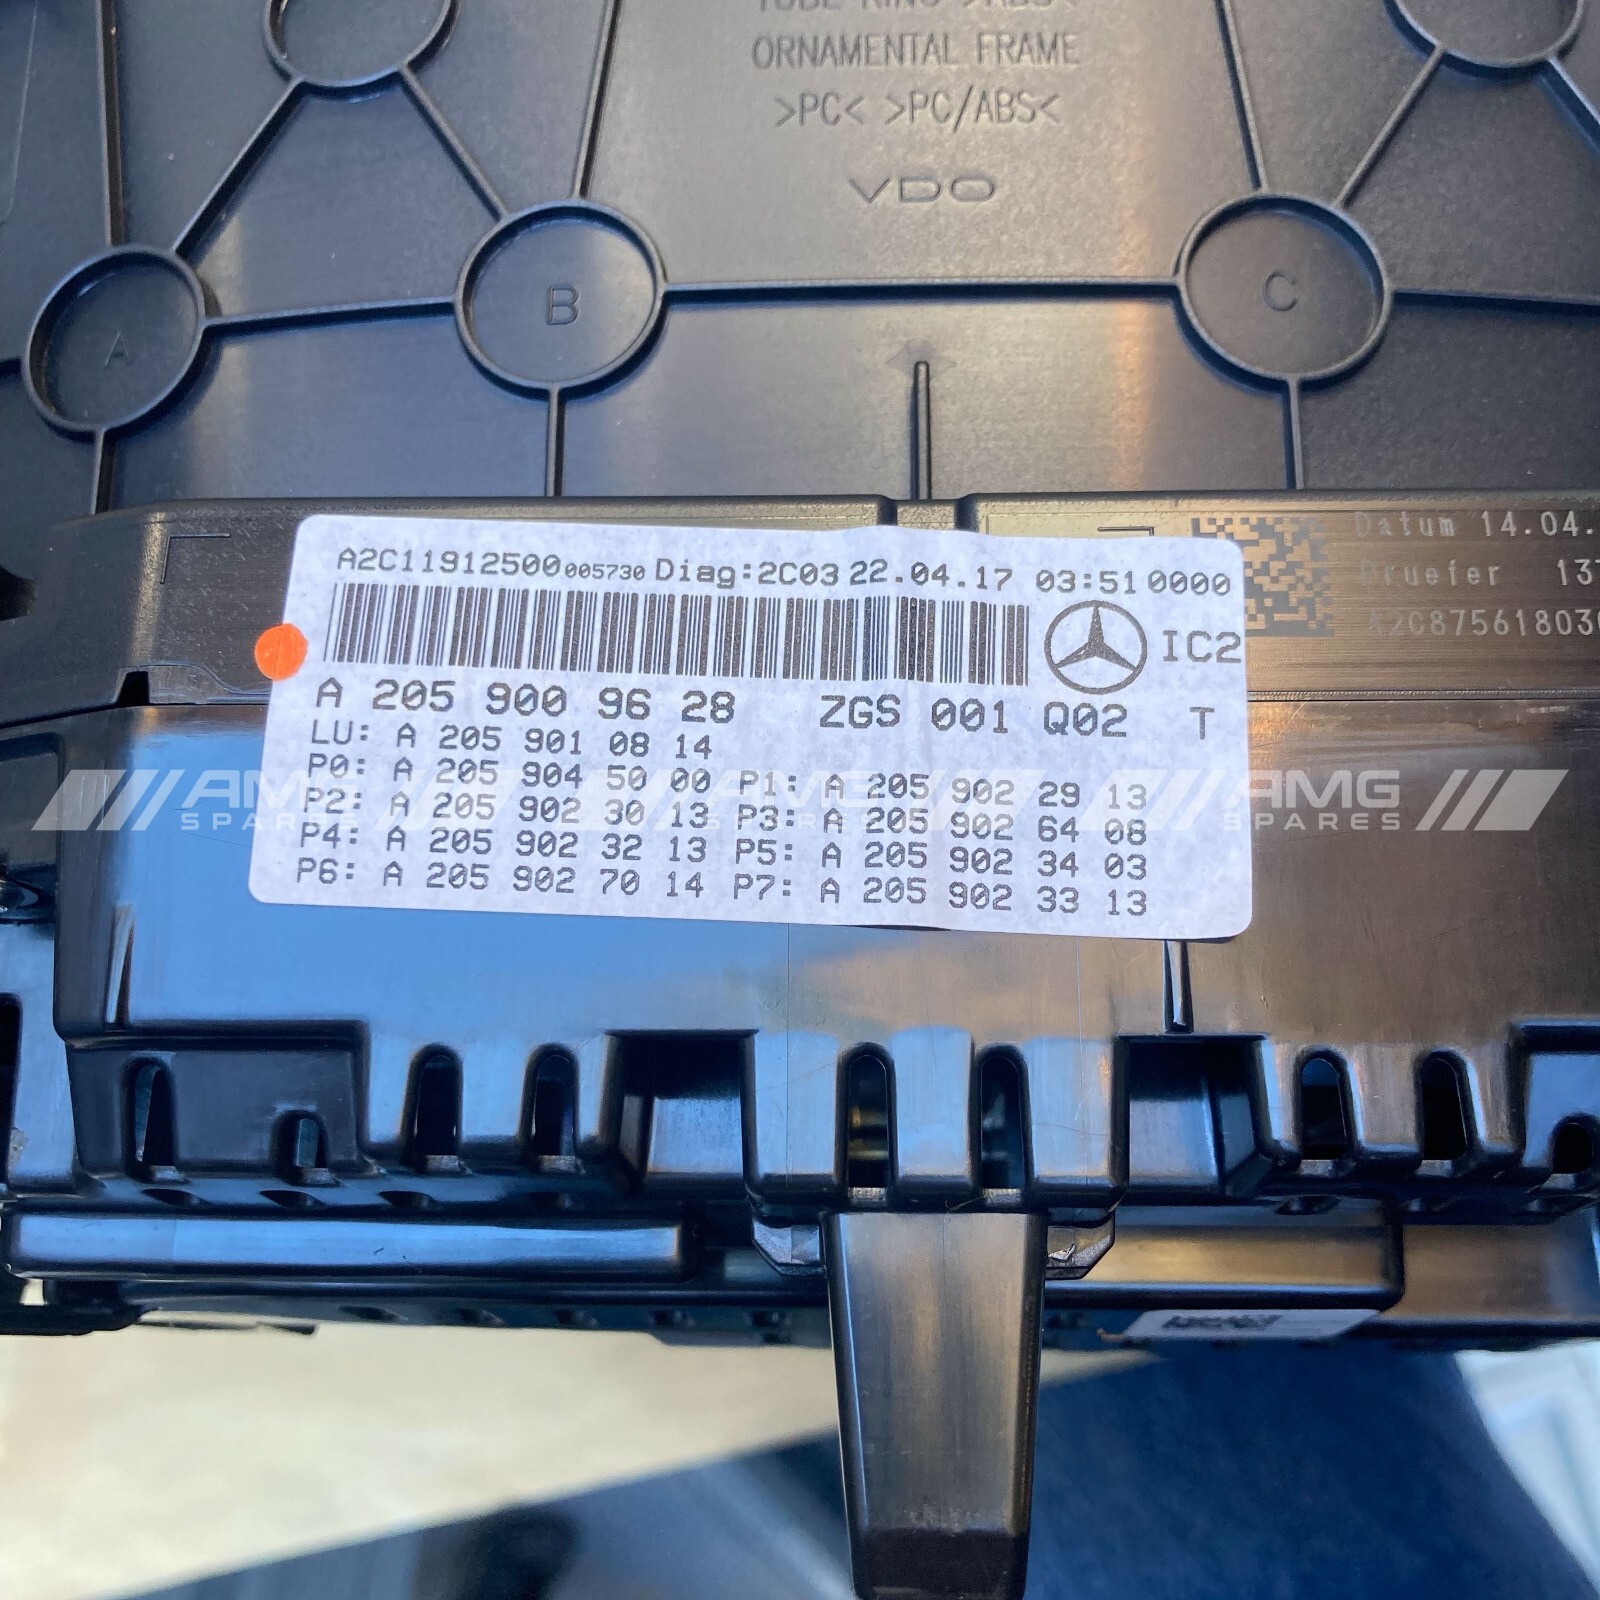 ORNAMENTAL FRAME
>PC< >PC/ABS<
VDO
A
B
C
Datum 14.04.
A2C11912500005730 Diag:2C03 22.04.17 03:51 0000
IC2
A 205 900 96 28 ZGS 001 Q02 T
LU: A 205 901 08 14
P0: A 205 904 50 00 P1: A 205 902 29 13
P2: A 205 902 30 13 P3: A 205 902 64 08
P4: A 205 902 32 13 P5: A 205 902 34 03
P6: A 205 902 70 14 P7: A 205 902 33 13
AMG SPARES
AMG SPARES
AMG SPARES